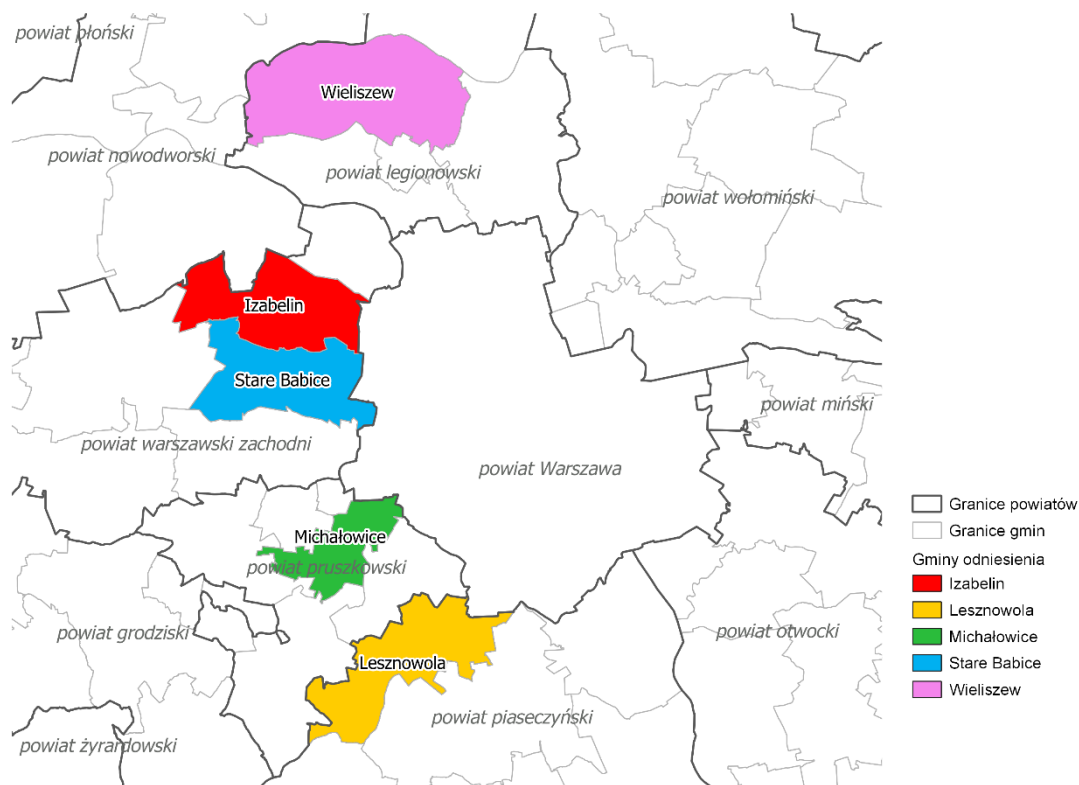 powiat płoński
Wieliszew
powiat nowodworski
powiat legionowski
powiat wołomiński
Izabelin
Stare Babice
powiat miński
powiat warszawski zachodni
powiat Warszawa
Michałowice
powiat pruszkowski
powiat grodziski
powiat otwocki
Lesznowola
powiat piaseczyński
powiat żyrardowski
Granice powiatów
Granice gmin
Gminy odniesienia
Izabelin
Lesznowola
Michałowice
Stare Babice
Wieliszew